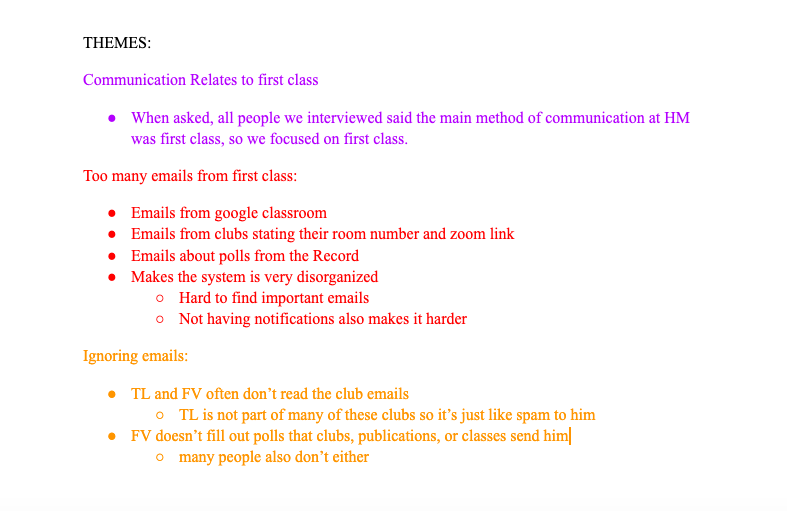 THEMES:
Communication Relates to first class
● When asked, all people we interviewed said the main method of communication at HM
was first class, so we focused on first class.
Too many emails from first class:
● Emails from google classroom
● Emails from clubs stating their room number and zoom link
● Emails about polls from the Record
● Makes the system is very disorganized
○ Hard to find important emails
○ Not having notifications also makes it harder
Ignoring emails:
● TL and FV often don’t read the club emails
○ TL is not part of many of these clubs so it’s just like spam to him
● FV doesn’t fill out polls that clubs, publications, or classes send him
○ many people also don’t either